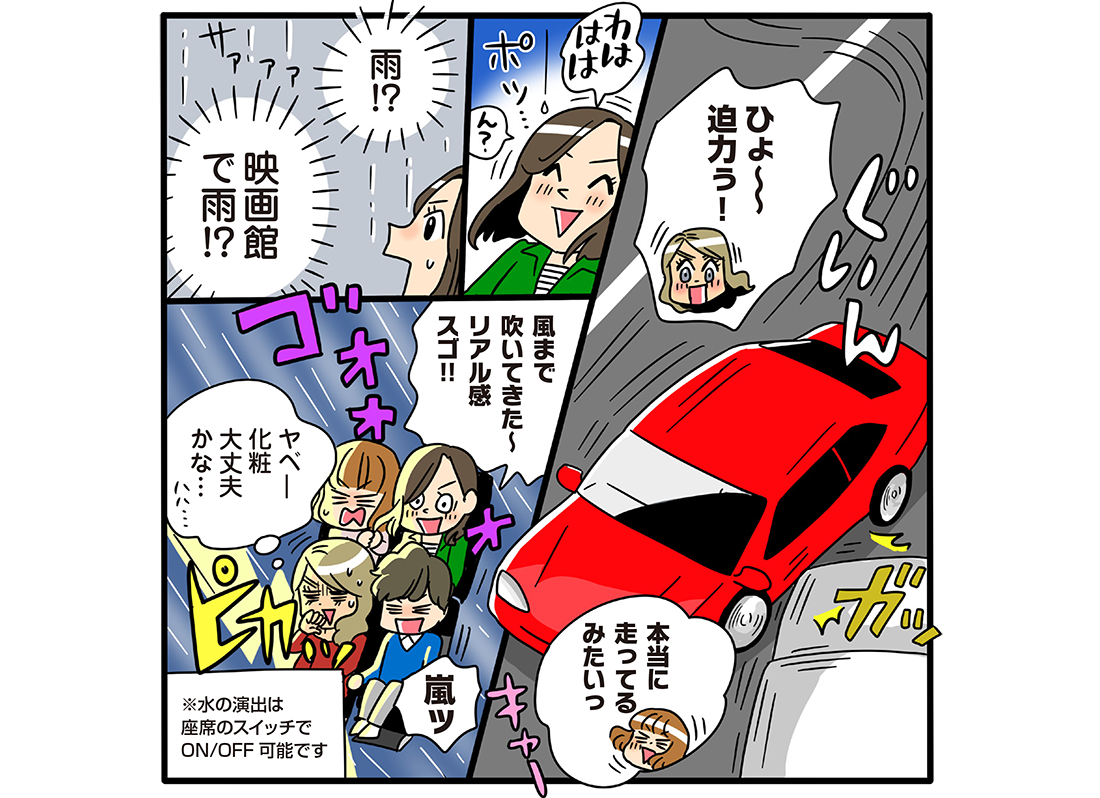 ひょ〜〜
迫力ぅ！
ぐいん
ガッ
本当に
走ってる
みたいっ
キャー
わは
はは
ポッ…
ん？
雨!?
サァァァ
映画館
で雨!?
風まで
吹いてきた〜
リアル感
スゴ!!
ゴォォォ
ヤベー
化粧
大丈夫
かな…
ピカッ
嵐ッ
※水の演出は
座席のスイッチで
ON/OFF 可能です